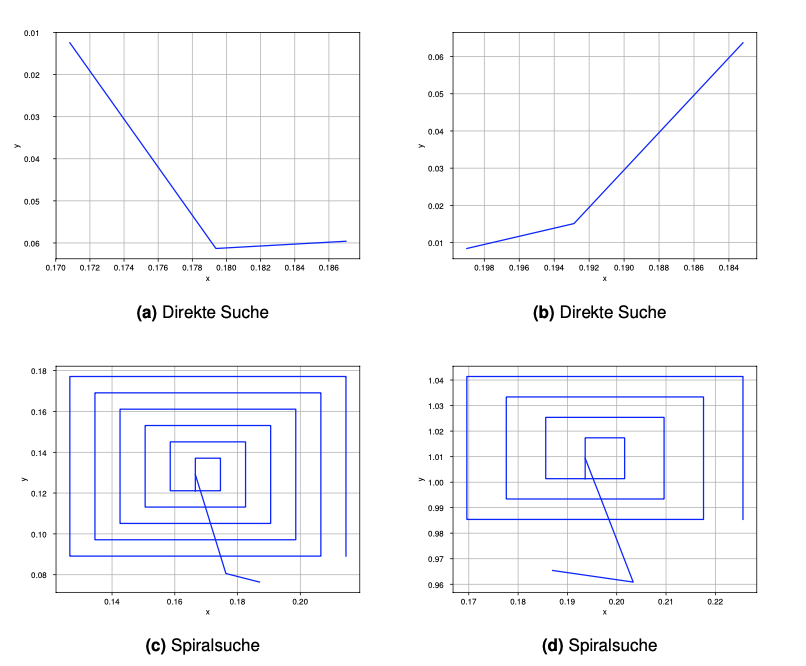 0.01
0.02
0.03
0.04
0.05
0.06
y
0.170 0.172 0.174 0.176 0.178 0.180 0.182 0.184 0.186
x
(a) Direkte Suche
0.06
0.05
0.04
0.03
0.02
0.01
y
0.198 0.196 0.194 0.192 0.190 0.188 0.186 0.184
x
(b) Direkte Suche
0.18
0.16
0.14
0.12
0.10
0.08
y
0.14 0.16 0.18 0.20
x
(c) Spiralsuche
1.04
1.03
1.02
1.01
1.00
0.99
0.98
0.97
0.96
y
0.17 0.18 0.19 0.20 0.21 0.22
x
(d) Spiralsuche